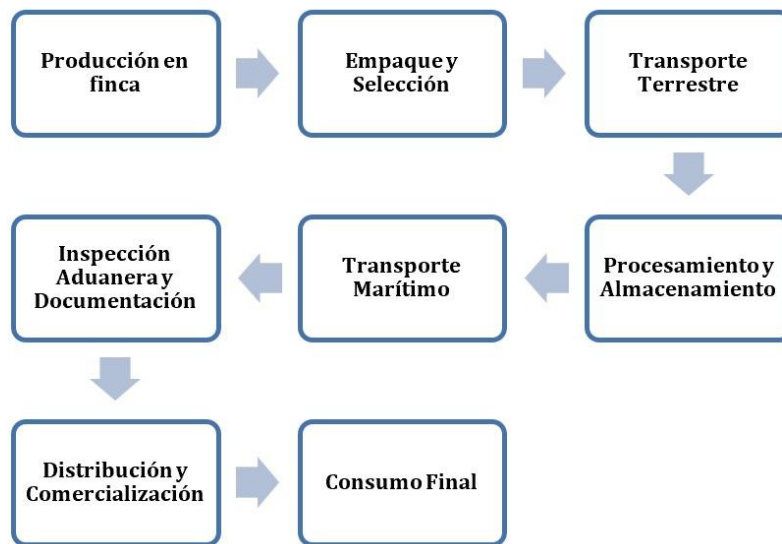 Producción en
finca
Empaque y
Selección
Transporte
Terrestre
Procesamiento y
Almacenamiento
Transporte
Marítimo
Inspección
Aduanera y
Documentación
Distribución y
Comercialización
Consumo Final